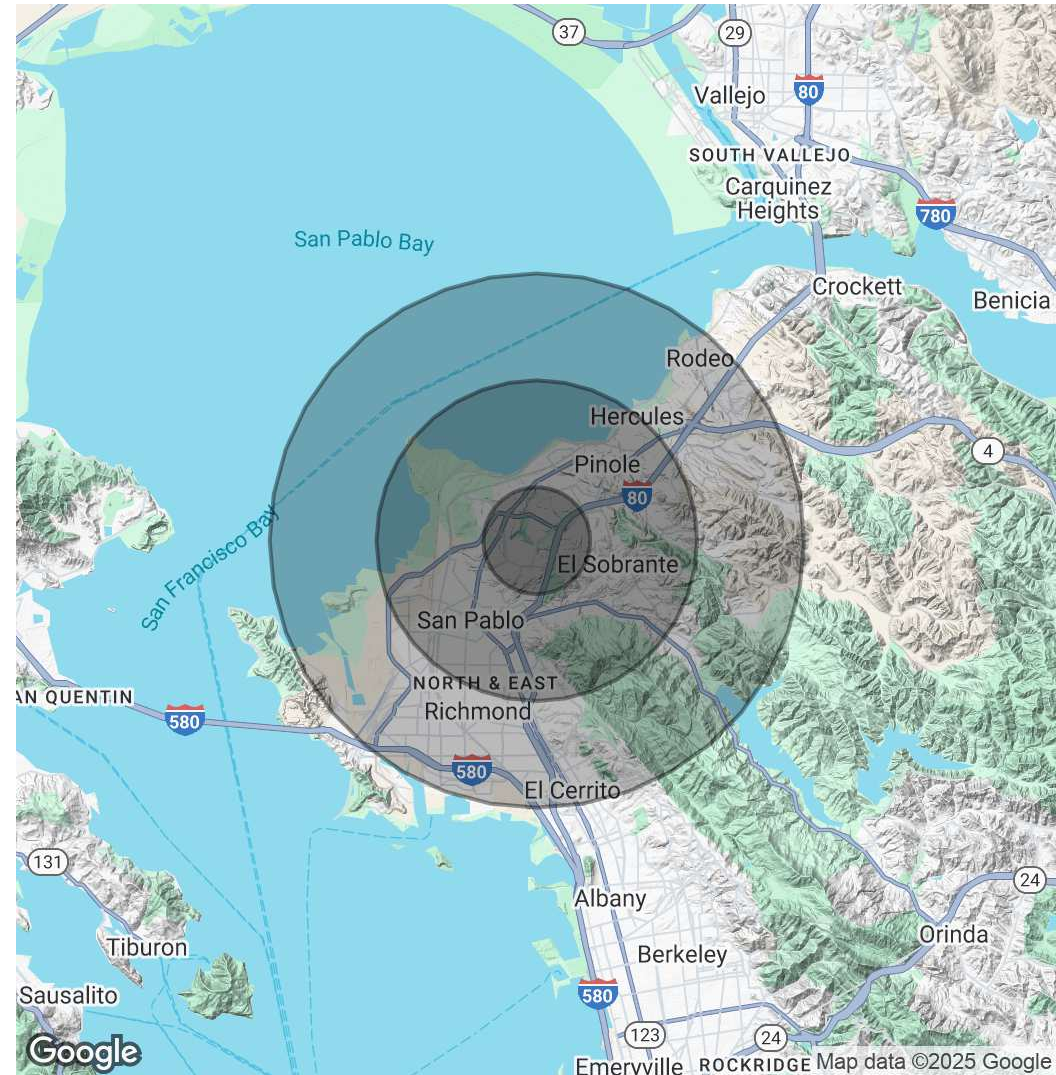 37
29
Vallejo
80
SOUTH VALLEJO
Carquinez
Heights
780
San Pablo Bay
Crockett
Benicia
Rodeo
Hercules
4
Pinole
80
San Francisco Bay
El Sobrante
San Pablo
NORTH & EAST
Richmond
AN QUENTIN
580
580
El Cerrito
131
24
Albany
Tiburon
Orinda
Berkeley
Sausalito
580
123
24
Google
Emeryville
ROCKRIDGE
Map data ©2025 Google